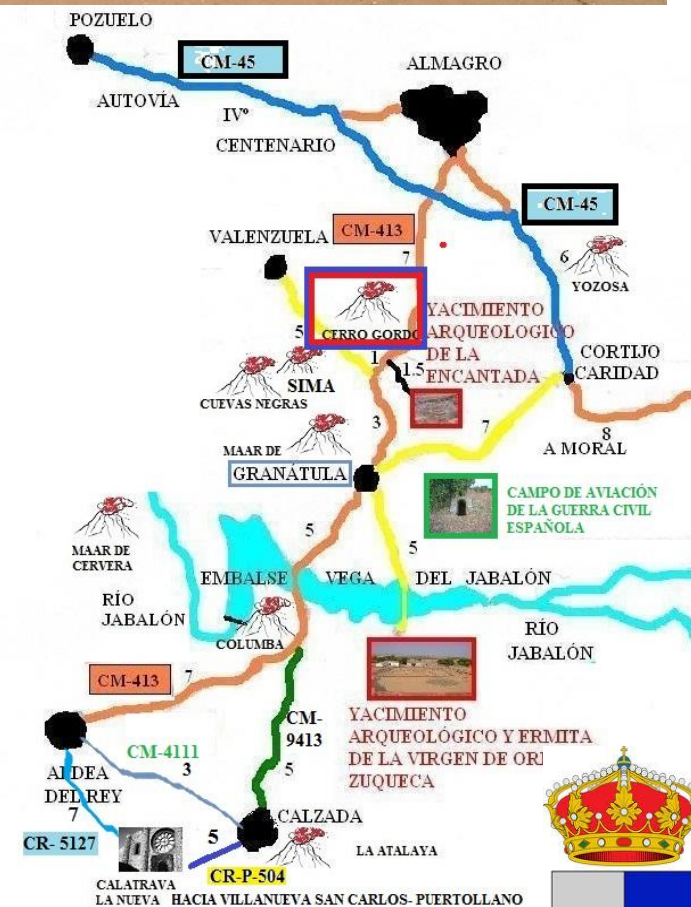 POZUELO
CM-45
ALMAGRO
AUTOVÍA
IVº
CENTENARIO
CM-45
VALENZUELA
CM-413
7
6
YOZOSA
5
CERRO GORDO
YACIMIENTO
ARQUEOLOGICO
DE LA
ENCANTADA
1
1.5
CORTIJO
CARIDAD
SIMA
CUEVAS NEGRAS
3
7
8
A MORAL
MAAR DE
GRANÁTULA
CAMPO DE AVIACIÓN
DE LA GUERRA CIVIL
ESPAÑOLA
5
5
MAAR DE
CERVERA
EMBALSE VEGA DEL JABALÓN
RÍO
JABALÓN
COLUMBA
RÍO
JABALÓN
CM-413
7
CM-
9413
5
YACIMIENTO
ARQUEOLÓGICO Y ERMITA
DE LA VIRGEN DE ORE
ZUQUECA
CM-4111
3
ALDEA
DEL REY
7
CALZADA
CR- 5127
5
LA ATALAYA
CR-P-504
CALATRAVA
LA NUEVA HACIA VILLANUEVA SAN CARLOS- PUERTOLLANO